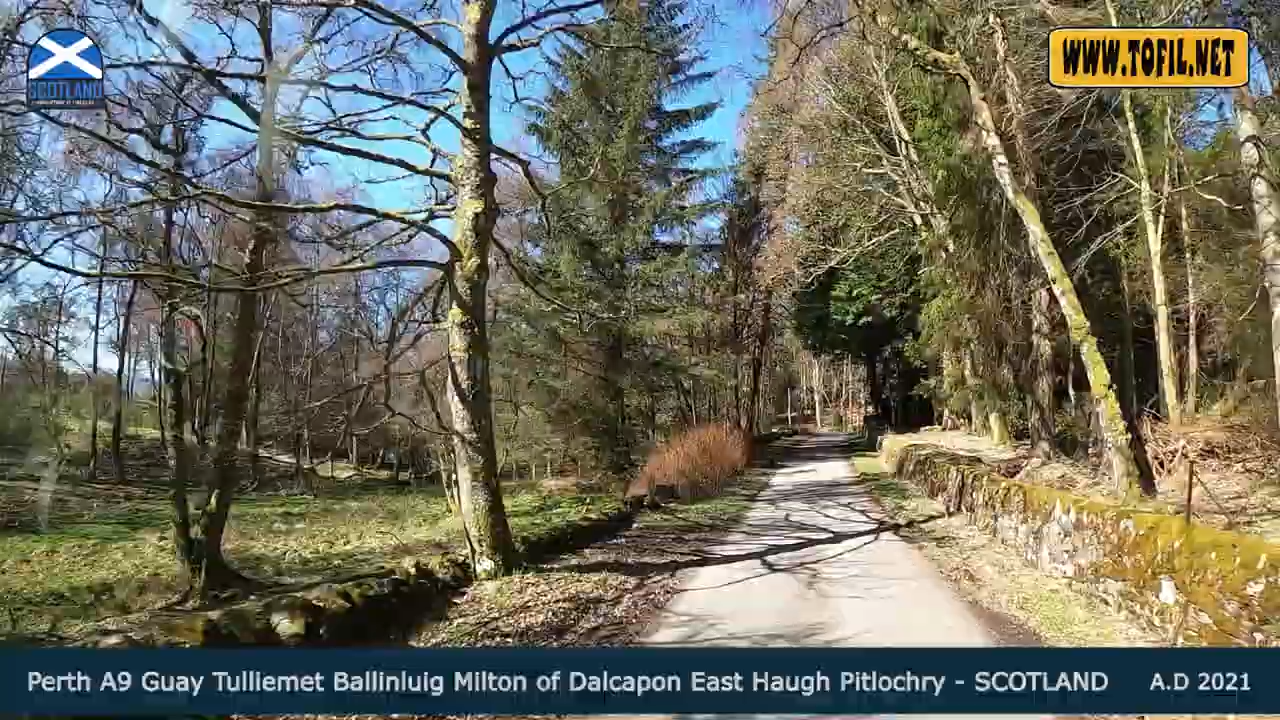 SCOTLAND
WWW.TOFIL.NET
Perth A9 Guay Tulliemet Ballinluig Milton of Dalcapon East Haugh Pitlochry - SCOTLAND A.D 2021